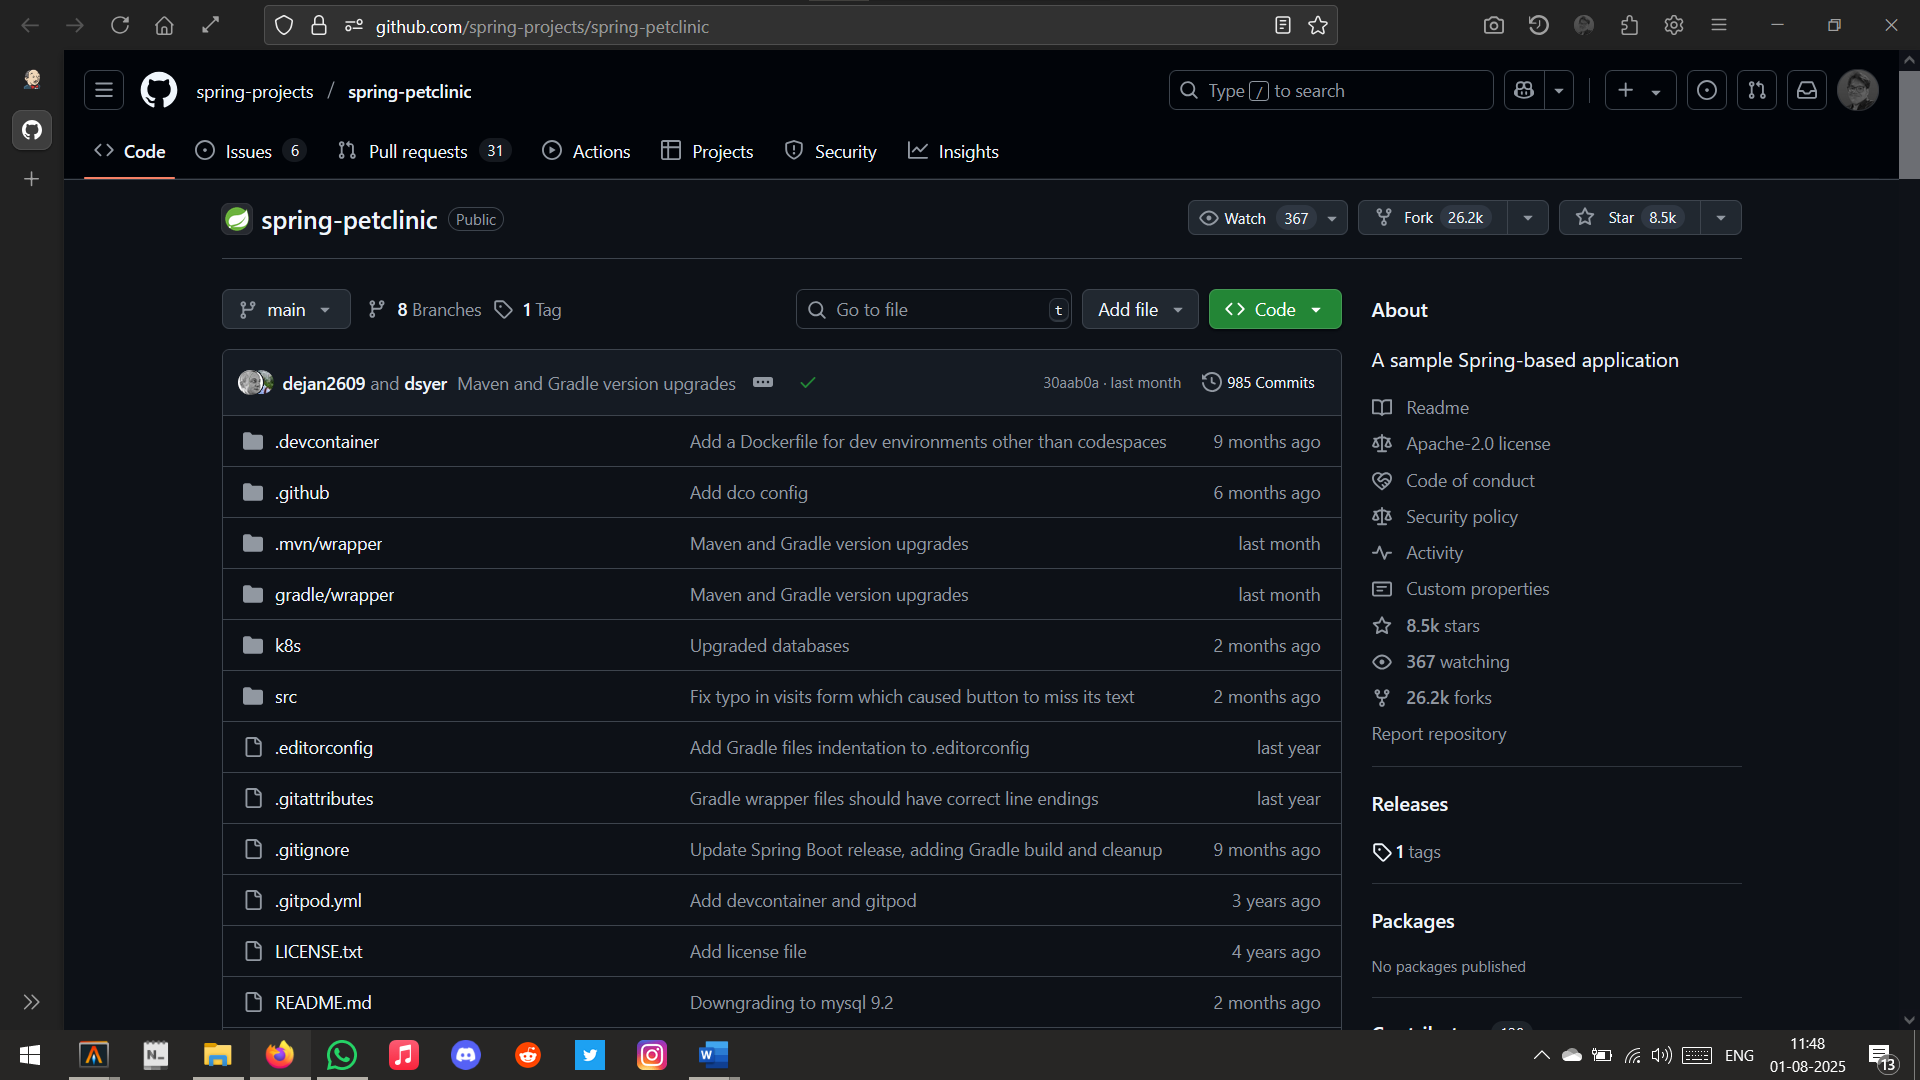 github.com/spring-projects/spring-petclinic
spring-projects / spring-petclinic
Type / to search
Code
Issues 6
Pull requests 31
Actions
Projects
Security
Insights
spring-petclinic Public
Watch 367
Fork 26.2k
Star 8.5k
main
8 Branches
1 Tag
Go to file t
Add file
Code
dejan2609 and dsyer Maven and Gradle version upgrades
30aab0a · last month
985 Commits
.devcontainer Add a Dockerfile for dev environments other than codespaces 9 months ago
.github Add dco config 6 months ago
.mvn/wrapper Maven and Gradle version upgrades last month
gradle/wrapper Maven and Gradle version upgrades last month
k8s Upgraded databases 2 months ago
src Fix typo in visits form which caused button to miss its text 2 months ago
.editorconfig Add Gradle files indentation to .editorconfig last year
.gitattributes Gradle wrapper files should have correct line endings last year
.gitignore Update Spring Boot release, adding Gradle build and cleanup 9 months ago
.gitpod.yml Add devcontainer and gitpod 3 years ago
LICENSE.txt Add license file 4 years ago
README.md Downgrading to mysql 9.2 2 months ago
About
A sample Spring-based application
Readme
Apache-2.0 license
Code of conduct
Security policy
Activity
Custom properties
8.5k stars
367 watching
26.2k forks
Report repository
Releases
1 tags
Packages
No packages published
N_
W
ENG
11:48
01-08-2025
13